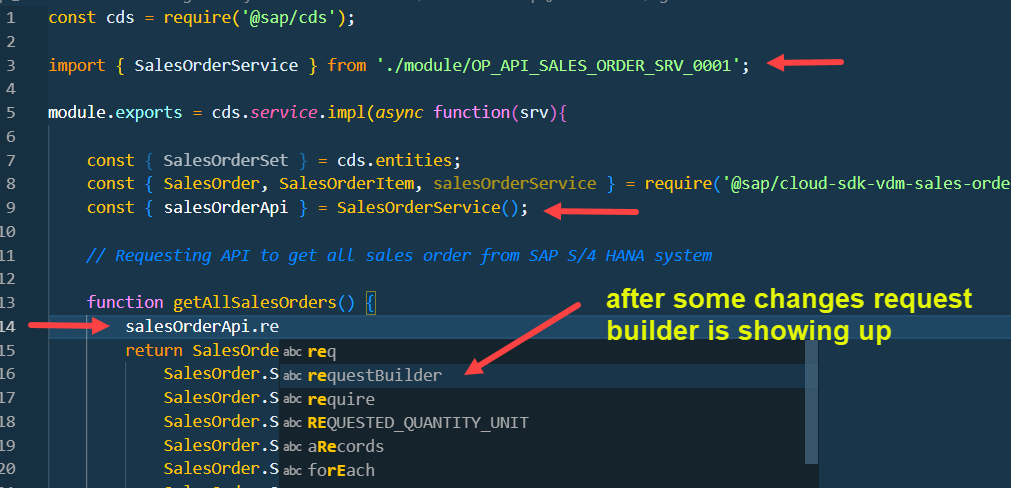 1 const cds = require('@sap/cds');
2
3 import { SalesOrderService } from './module/OP_API_SALES_ORDER_SRV_0001';
4
5 module.exports = cds.service.impl(async function(srv){
6
7 const { SalesOrderSet } = cds.entities;
8 const { SalesOrder, SalesOrderItem, salesOrderService } = require('@sap/cloud-sdk-vdm-sales-orde
9 const { salesOrderApi } = SalesOrderService();
10
11 // Requesting API to get all sales order from SAP S/4 HANA system
12
13 function getAllSalesOrders() {
after some changes request
builder is showing up
14 salesOrderApi.re
15 return SalesOrde abc req
16 SalesOrder.S abc requestBuilder
17 SalesOrder.S abc require
18 SalesOrder.S abc REQUESTED_QUANTITY_UNIT
19 SalesOrder.S abc aRecords
20 SalesOrder.S abc forEach